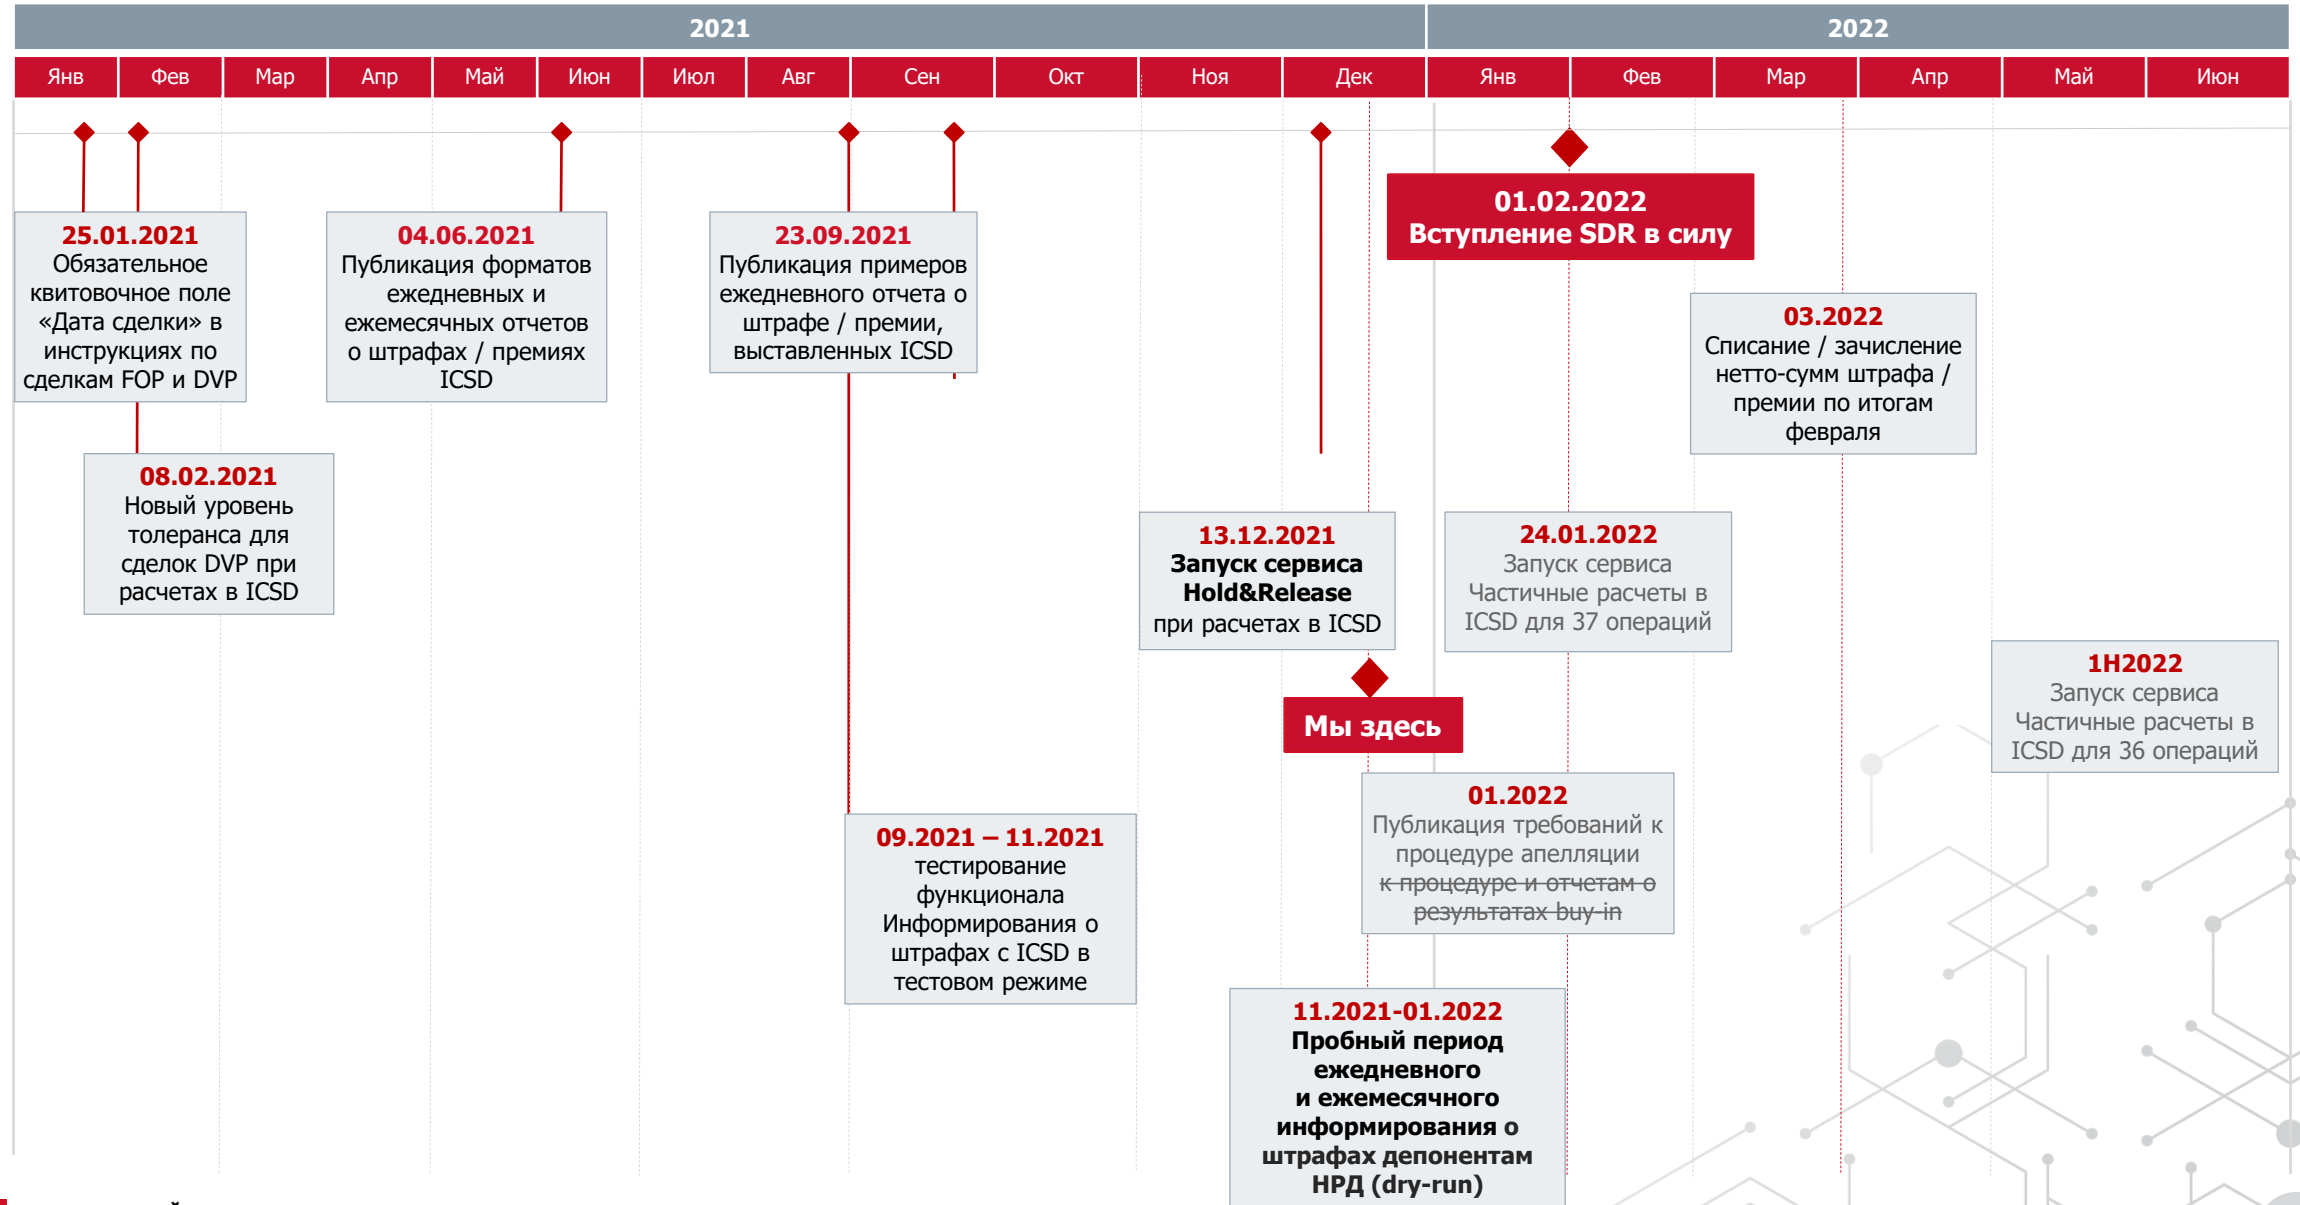 2021
2022
Янв
Фев
Мар
Апр
Май
Июн
Июл
Авг
Сен
Окт
Ноя
Дек
Янв
Фев
Мар
Апр
Май
Июн
25.01.2021
Обязательное
квитовочное поле
«Дата сделки» в
инструкциях по
сделкам FOP и DVP
08.02.2021
Новый уровень
толеранса для
сделок DVP при
расчетах в ICSD
04.06.2021
Публикация форматов
ежедневных и
ежемесячных отчетов
о штрафах / премиях
ICSD
23.09.2021
Публикация примеров
ежедневного отчета о
штрафе / премии,
выставленных ICSD
09.2021 – 11.2021
тестирование
функционала
Информирования о
штрафах с ICSD в
тестовом режиме
13.12.2021
Запуск сервиса
Hold&Release
при расчетах в ICSD
Мы здесь
11.2021-01.2022
Пробный период
ежедневного
и ежемесячного
информирования о
штрафах депонентам
НРД (dry-run)
01.02.2022
Вступление SDR в силу
24.01.2022
Запуск сервиса
Частичные расчеты в
ICSD для 37 операций
01.2022
Публикация требований к
процедуре апелляции
к процедуре и отчетам о
результатах buy-in
03.2022
Списание / зачисление
нетто-сумм штрафа /
премии по итогам
февраля
1H2022
Запуск сервиса
Частичные расчеты в
ICSD для 36 операций